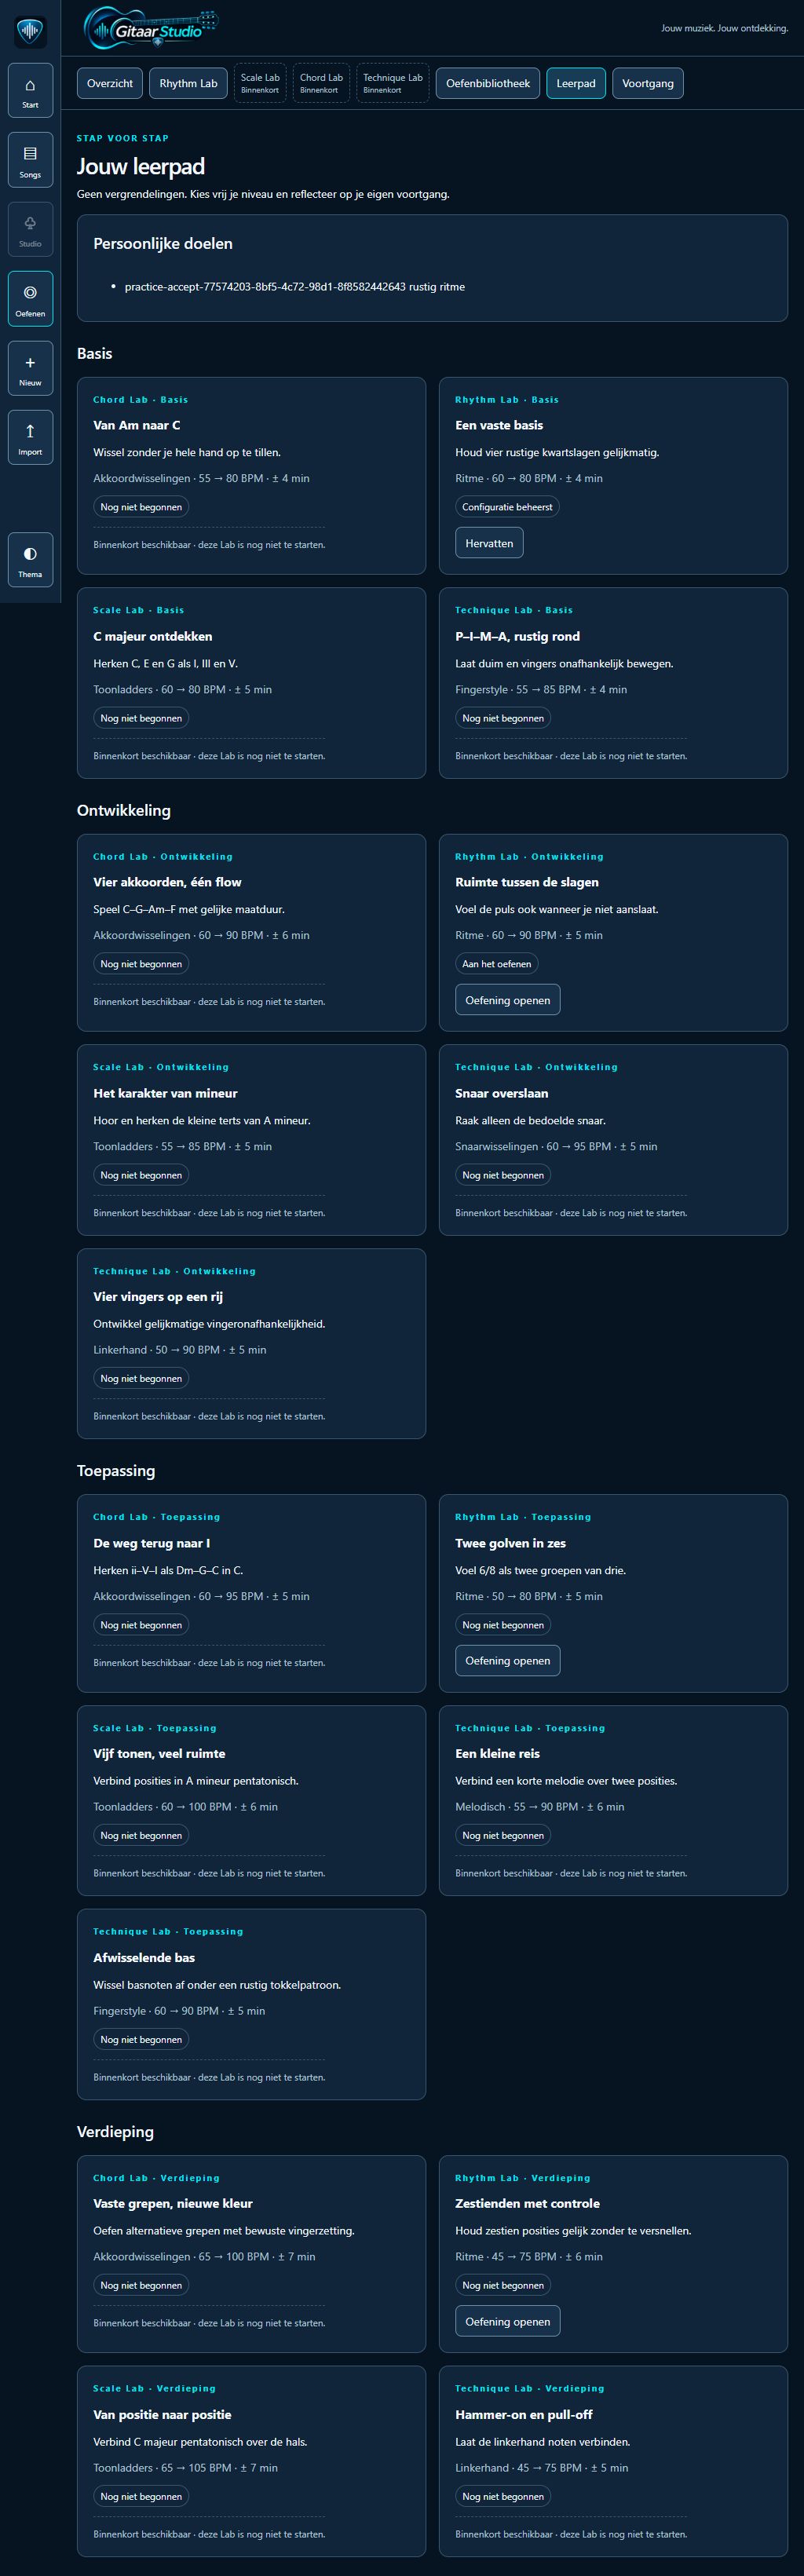 GitaarStudio
Jouw muziek. Jouw ontdekking.
Start
Songs
Studio
Oefenen
Nieuw
Import
Thema
Overzicht
Rhythm Lab
Scale Lab
Binnenkort
Chord Lab
Binnenkort
Technique Lab
Binnenkort
Oefenbibliotheek
Leerpad
Voortgang
STAP VOOR STAP
Jouw leerpad
Geen vergrendelingen. Kies vrij je niveau en reflecteer op je eigen voortgang.
Persoonlijke doelen
• practice-accept-77574203-8bf5-4c72-98d1-8f8582442643 rustig ritme
Basis
Chord Lab · Basis
Van Am naar C
Wissel zonder je hele hand op te tillen.
Akkoordwisselingen · 55 → 80 BPM · ± 4 min
Nog niet begonnen
Binnenkort beschikbaar · deze Lab is nog niet te starten.
Rhythm Lab · Basis
Een vaste basis
Houd vier rustige kwartslagen gelijkmatig.
Ritme · 60 → 80 BPM · ± 4 min
Configuratie beheerst
Hervatten
Scale Lab · Basis
C majeur ontdekken
Herken C, E en G als I, III en V.
Toonladders · 60 → 80 BPM · ± 5 min
Nog niet begonnen
Binnenkort beschikbaar · deze Lab is nog niet te starten.
Technique Lab · Basis
P–I–M–A, rustig rond
Laat duim en vingers onafhankelijk bewegen.
Fingerstyle · 55 → 85 BPM · ± 4 min
Nog niet begonnen
Binnenkort beschikbaar · deze Lab is nog niet te starten.
Ontwikkeling
Chord Lab · Ontwikkeling
Vier akkoorden, één flow
Speel C–G–Am–F met gelijke maatduur.
Akkoordwisselingen · 60 → 90 BPM · ± 6 min
Nog niet begonnen
Binnenkort beschikbaar · deze Lab is nog niet te starten.
Rhythm Lab · Ontwikkeling
Ruimte tussen de slagen
Voel de puls ook wanneer je niet aanslaat.
Ritme · 60 → 90 BPM · ± 5 min
Aan het oefenen
Oefening openen
Scale Lab · Ontwikkeling
Het karakter van mineur
Hoor en herken de kleine terts van A mineur.
Toonladders · 55 → 85 BPM · ± 5 min
Nog niet begonnen
Binnenkort beschikbaar · deze Lab is nog niet te starten.
Technique Lab · Ontwikkeling
Snaar overslaan
Raak alleen de bedoelde snaar.
Snaarwisselingen · 60 → 95 BPM · ± 5 min
Nog niet begonnen
Binnenkort beschikbaar · deze Lab is nog niet te starten.
Technique Lab · Ontwikkeling
Vier vingers op een rij
Ontwikkel gelijkmatige vingeronafhankelijkheid.
Linkerhand · 50 → 90 BPM · ± 5 min
Nog niet begonnen
Binnenkort beschikbaar · deze Lab is nog niet te starten.
Toepassing
Chord Lab · Toepassing
De weg terug naar I
Herken ii–V–I als Dm–G–C in C.
Akkoordwisselingen · 60 → 95 BPM · ± 5 min
Nog niet begonnen
Binnenkort beschikbaar · deze Lab is nog niet te starten.
Rhythm Lab · Toepassing
Twee golven in zes
Voel 6/8 als twee groepen van drie.
Ritme · 50 → 80 BPM · ± 5 min
Nog niet begonnen
Oefening openen
Scale Lab · Toepassing
Vijf tonen, veel ruimte
Verbind posities in A mineur pentatonisch.
Toonladders · 60 → 100 BPM · ± 6 min
Nog niet begonnen
Binnenkort beschikbaar · deze Lab is nog niet te starten.
Technique Lab · Toepassing
Een kleine reis
Verbind een korte melodie over twee posities.
Melodisch · 55 → 90 BPM · ± 6 min
Nog niet begonnen
Binnenkort beschikbaar · deze Lab is nog niet te starten.
Technique Lab · Toepassing
Afwisselende bas
Wissel basnoten af onder een rustig tokkelpatroon.
Fingerstyle · 60 → 90 BPM · ± 5 min
Nog niet begonnen
Binnenkort beschikbaar · deze Lab is nog niet te starten.
Verdieping
Chord Lab · Verdieping
Vaste grepen, nieuwe kleur
Oefen alternatieve grepen met bewuste vingerzetting.
Akkoordwisselingen · 65 → 100 BPM · ± 7 min
Nog niet begonnen
Binnenkort beschikbaar · deze Lab is nog niet te starten.
Rhythm Lab · Verdieping
Zestienden met controle
Houd zestien posities gelijk zonder te versnellen.
Ritme · 45 → 75 BPM · ± 6 min
Nog niet begonnen
Oefening openen
Scale Lab · Verdieping
Van positie naar positie
Verbind C majeur pentatonisch over de hals.
Toonladders · 65 → 105 BPM · ± 7 min
Nog niet begonnen
Binnenkort beschikbaar · deze Lab is nog niet te starten.
Technique Lab · Verdieping
Hammer-on en pull-off
Laat de linkerhand noten verbinden.
Linkerhand · 45 → 75 BPM · ± 5 min
Nog niet begonnen
Binnenkort beschikbaar · deze Lab is nog niet te starten.